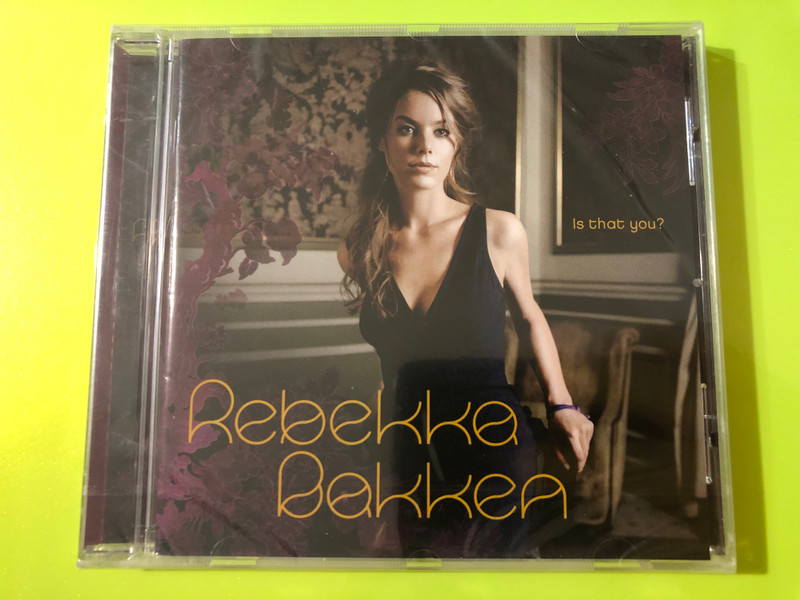 Is that you?
Rebekka
Bakken